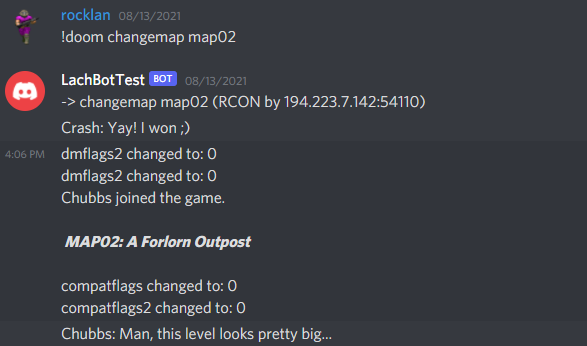 rocklan 08/13/2021
!doom changemap map02
LachBotTest BOT 08/13/2021
-> changemap map02 (RCON by 194.223.7.142:54110)
Crash: Yay! I won ;)
4:06 PM dmflags2 changed to: 0
dmflags2 changed to: 0
Chubbs joined the game.
MAP02: A Forlorn Outpost
compatflags changed to: 0
compatflags2 changed to: 0
Chubbs: Man, this level looks pretty big...